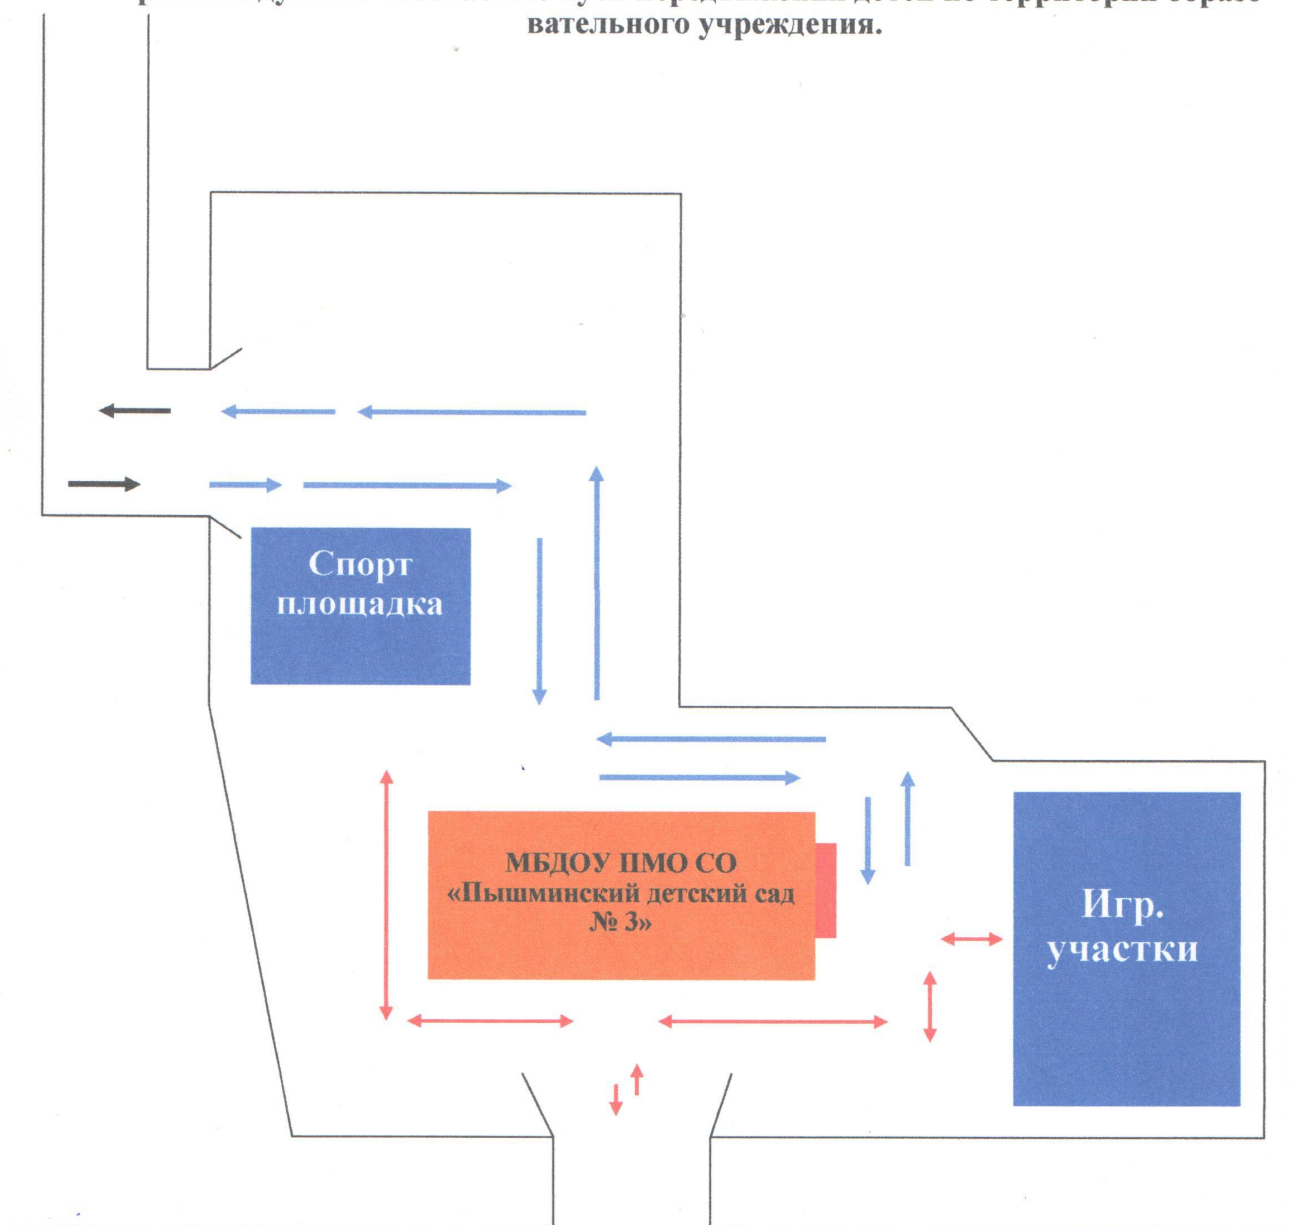 вательного учреждения.
Спорт
площадка
МБДОУ ПМО СО
«Пышминский детский сад
№ 3»
Игр.
участки